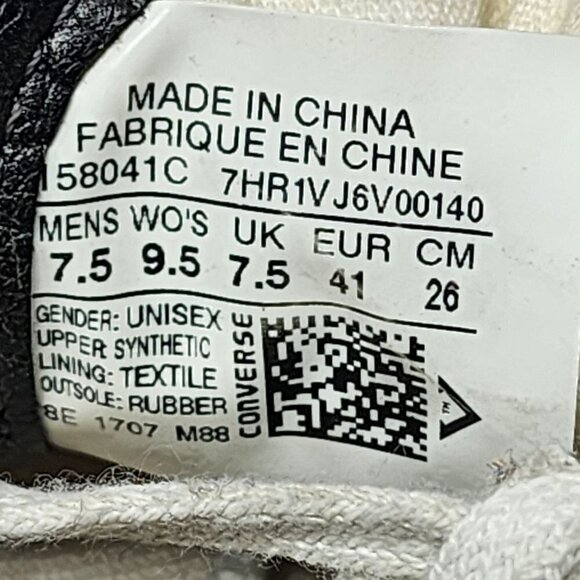 MADE IN CHINA
FABRIQUE EN CHINE
158041C 7HR1VJ6V00140
MENS WO'S UK EUR CM
7.5 9.5 7.5 41 26
GENDER: UNISEX
UPPER: SYNTHETIC
LINING: TEXTILE
OUTSOLE: RUBBER
8E 1707 M88
CONVERSE
™